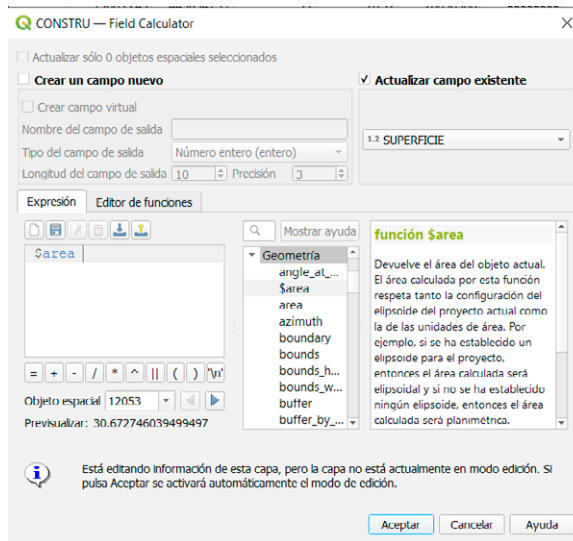 CONSTRU — Field Calculator
Actualizar sólo 0 objetos espaciales seleccionados
Crear un campo nuevo
Actualizar campo existente
Crear campo virtual
Nombre del campo de salida
Tipo del campo de salida Número entero (entero)
Longitud del campo de salida 10 Precisión 3
1.2 SUPERFICIE
Expresión Editor de funciones
$area
= + - / * ^ || ( ) '\n'
Objeto espacial 12053
Previsualizar: 30.672746039499497
Mostrar ayuda
Geometría
angle_at_...
$area
area
azimuth
boundary
bounds
bounds_h...
bounds_w...
buffer
buffer_by_...
función $area
Devuelve el área del objeto actual.
El área calculada por esta función
respeta tanto la configuración del
elipsoide del proyecto actual como
la de las unidades de área. Por
ejemplo, si se ha establecido un
elipsoide para el proyecto,
entonces el área calculada será
elipsoidal y si no se ha establecido
ningún elipsoide, entonces el área
calculada será planimétrica.
Está editando información de esta capa, pero la capa no está actualmente en modo edición. Si
pulsa Aceptar se activará automáticamente el modo de
edición.
Aceptar Cancelar Ayuda